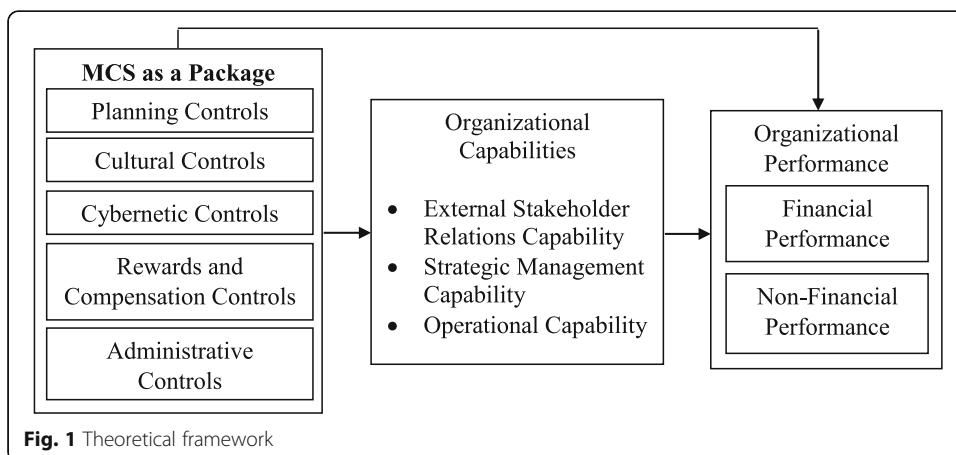 MCS as a Package
Planning Controls
Cultural Controls
Cybernetic Controls
Rewards and
Compensation Controls
Administrative
Controls
Organizational
Capabilities
• External Stakeholder
Relations Capability
• Strategic Management
Capability
• Operational Capability
Organizational
Performance
Financial
Performance
Non-Financial
Performance
Fig. 1 Theoretical framework